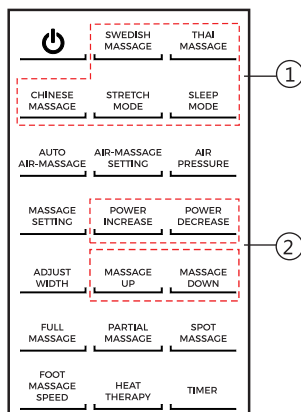 SWEDISH
MASSAGE
THAI
MASSAGE
1
CHINESE
MASSAGE
STRETCH
MODE
SLEEP
MODE
AUTO
AIR-MASSAGE
AIR-MASSAGE
SETTING
AIR
PRESSURE
MASSAGE
SETTING
POWER
INCREASE
POWER
DECREASE
2
ADJUST
WIDTH
MASSAGE
UP
MASSAGE
DOWN
FULL
MASSAGE
PARTIAL
MASSAGE
SPOT
MASSAGE
FOOT
MASSAGE
SPEED
HEAT
THERAPY
TIMER